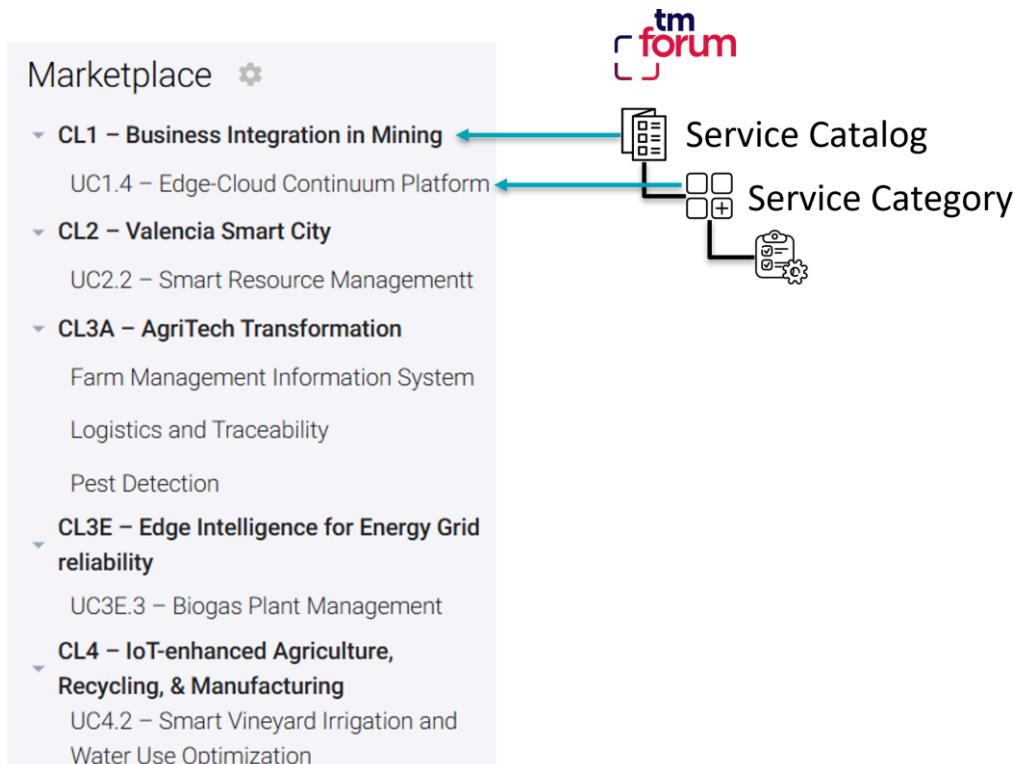 tm
forum
Marketplace
CL1 – Business Integration in Mining
Service Catalog
UC1.4 – Edge-Cloud Continuum Platform
Service Category
CL2 – Valencia Smart City
UC2.2 – Smart Resource Managementt
CL3A – AgriTech Transformation
Farm Management Information System
Logistics and Traceability
Pest Detection
CL3E – Edge Intelligence for Energy Grid
reliability
UC3E.3 – Biogas Plant Management
CL4 – IoT-enhanced Agriculture,
Recycling, & Manufacturing
UC4.2 – Smart Vineyard Irrigation and
Water Use Optimization